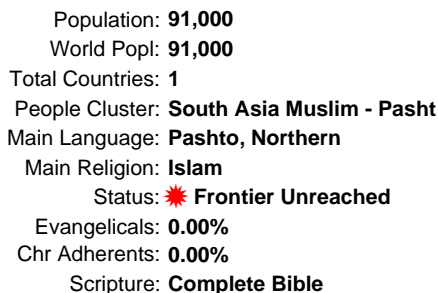 Population: 91,000
World Popl: 91,000
Total Countries: 1
People Cluster: South Asia Muslim - Pasht
Main Language: Pashto, Northern
Main Religion: Islam
Status: Frontier Unreached
Evangelicals: 0.00%
Chr Adherents: 0.00%
Scripture: Complete Bible